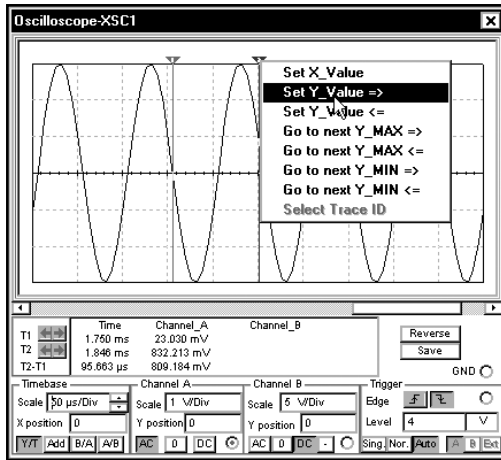 Oscilloscope-XSC1
1 2
Set X_Value
Set Y_Value =>
Set Y_Value <=
Go to next Y_MAX =>
Go to next Y_MAX <=
Go to next Y_MIN =>
Go to next Y_MIN <=
Select Trace ID
Time Channel_A Channel_B
T1 1.750 ms 23.030 mV
T2 1.846 ms 832.213 mV
T2-T1 95.663 µs 809.184 mV
Reverse
Save
GND
Timebase Channel A Channel B Trigger
Scale 50 µs/Div Scale 1 V/Div Scale 5 V/Div Edge
X position 0 Y position 0 Y position 0 Level 4 V
Y/T Add B/A A/B AC 0 DC AC 0 DC - Sing. Nor. Auto A B Ext